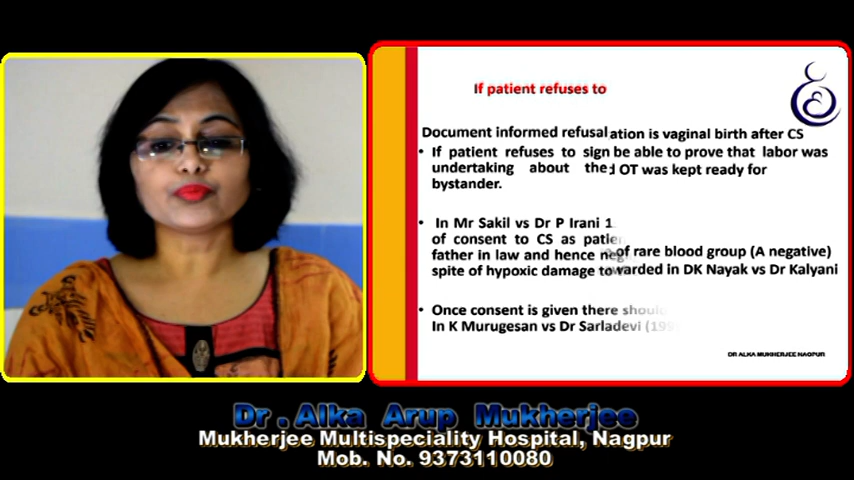 If patient refuses to
Document informed refusal ation is vaginal birth after CS
• If patient refuses to sign be able to prove that labor was
undertaking about the d OT was kept ready for
bystander.
• In Mr Sakil vs Dr P Irani 1
of consent to CS as patie of rare blood group (A negative)
father in law and hence neg
spite of hypoxic damage to warded in DK Nayak vs Dr Kalyani
• Once consent is given there should
In K Murugesan vs Dr Sarladevi (199
DR ALKA MUKHERJEE NAGPUR
Dr . Alka Arup Mukherjee
Mukherjee Multispeciality Hospital, Nagpur
Mob. No. 9373110080